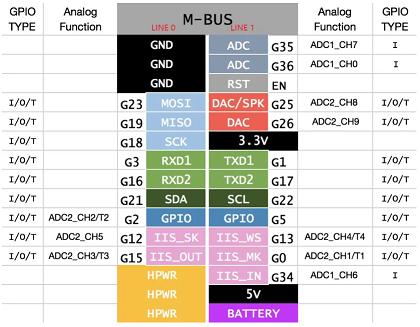 GPIO TYPE Analog Function M-BUS Analog Function GPIO TYPE
LINE 0 LINE 1
GND ADC G35 ADC1_CH7 I
GND ADC G36 ADC1_CH0 I
GND RST EN
I/O/T G23 MOSI DAC/SPK G25 ADC2_CH8 I/O/T
I/O/T G19 MISO DAC G26 ADC2_CH9 I/O/T
I/O/T G18 SCK 3.3V
I/O/T G3 RXD1 TXD1 G1 I/O/T
I/O/T G16 RXD2 TXD2 G17 I/O/T
I/O/T G21 SDA SCL G22 I/O/T
I/O/T ADC2_CH2/T2 G2 GPIO GPIO G5 I/O/T
I/O/T ADC2_CH5 G12 IIS_SK IIS_WS G13 ADC2_CH4/T4 I/O/T
I/O/T ADC2_CH3/T3 G15 IIS_OUT IIS_MK G0 ADC2_CH1/T1 I/O/T
HPWR IIS_IN G34 ADC1_CH6 I
HPWR 5V
HPWR BATTERY